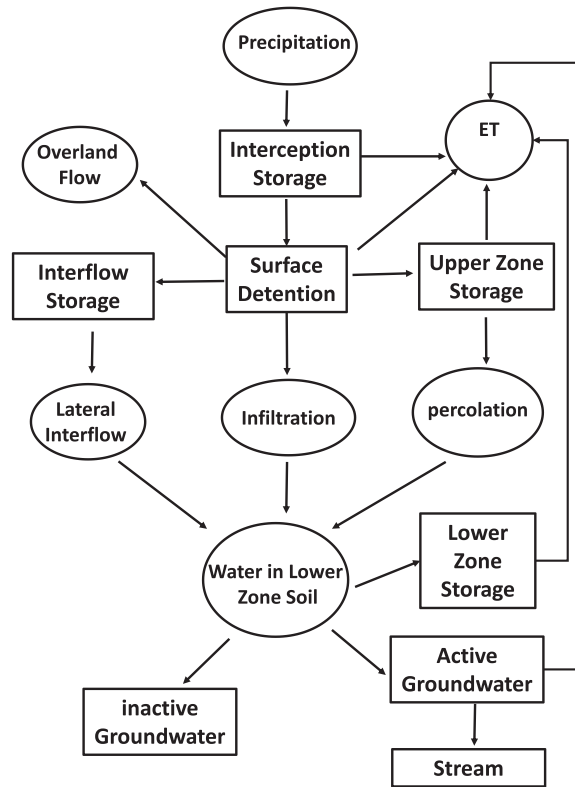 Precipitation
ET
Overland
Flow
Interception
Storage
Interflow
Storage
Surface
Detention
Upper Zone
Storage
Lateral
Interflow
Infiltration
percolation
Water in Lower
Zone Soil
Lower
Zone
Storage
inactive
Groundwater
Active
Groundwater
Stream